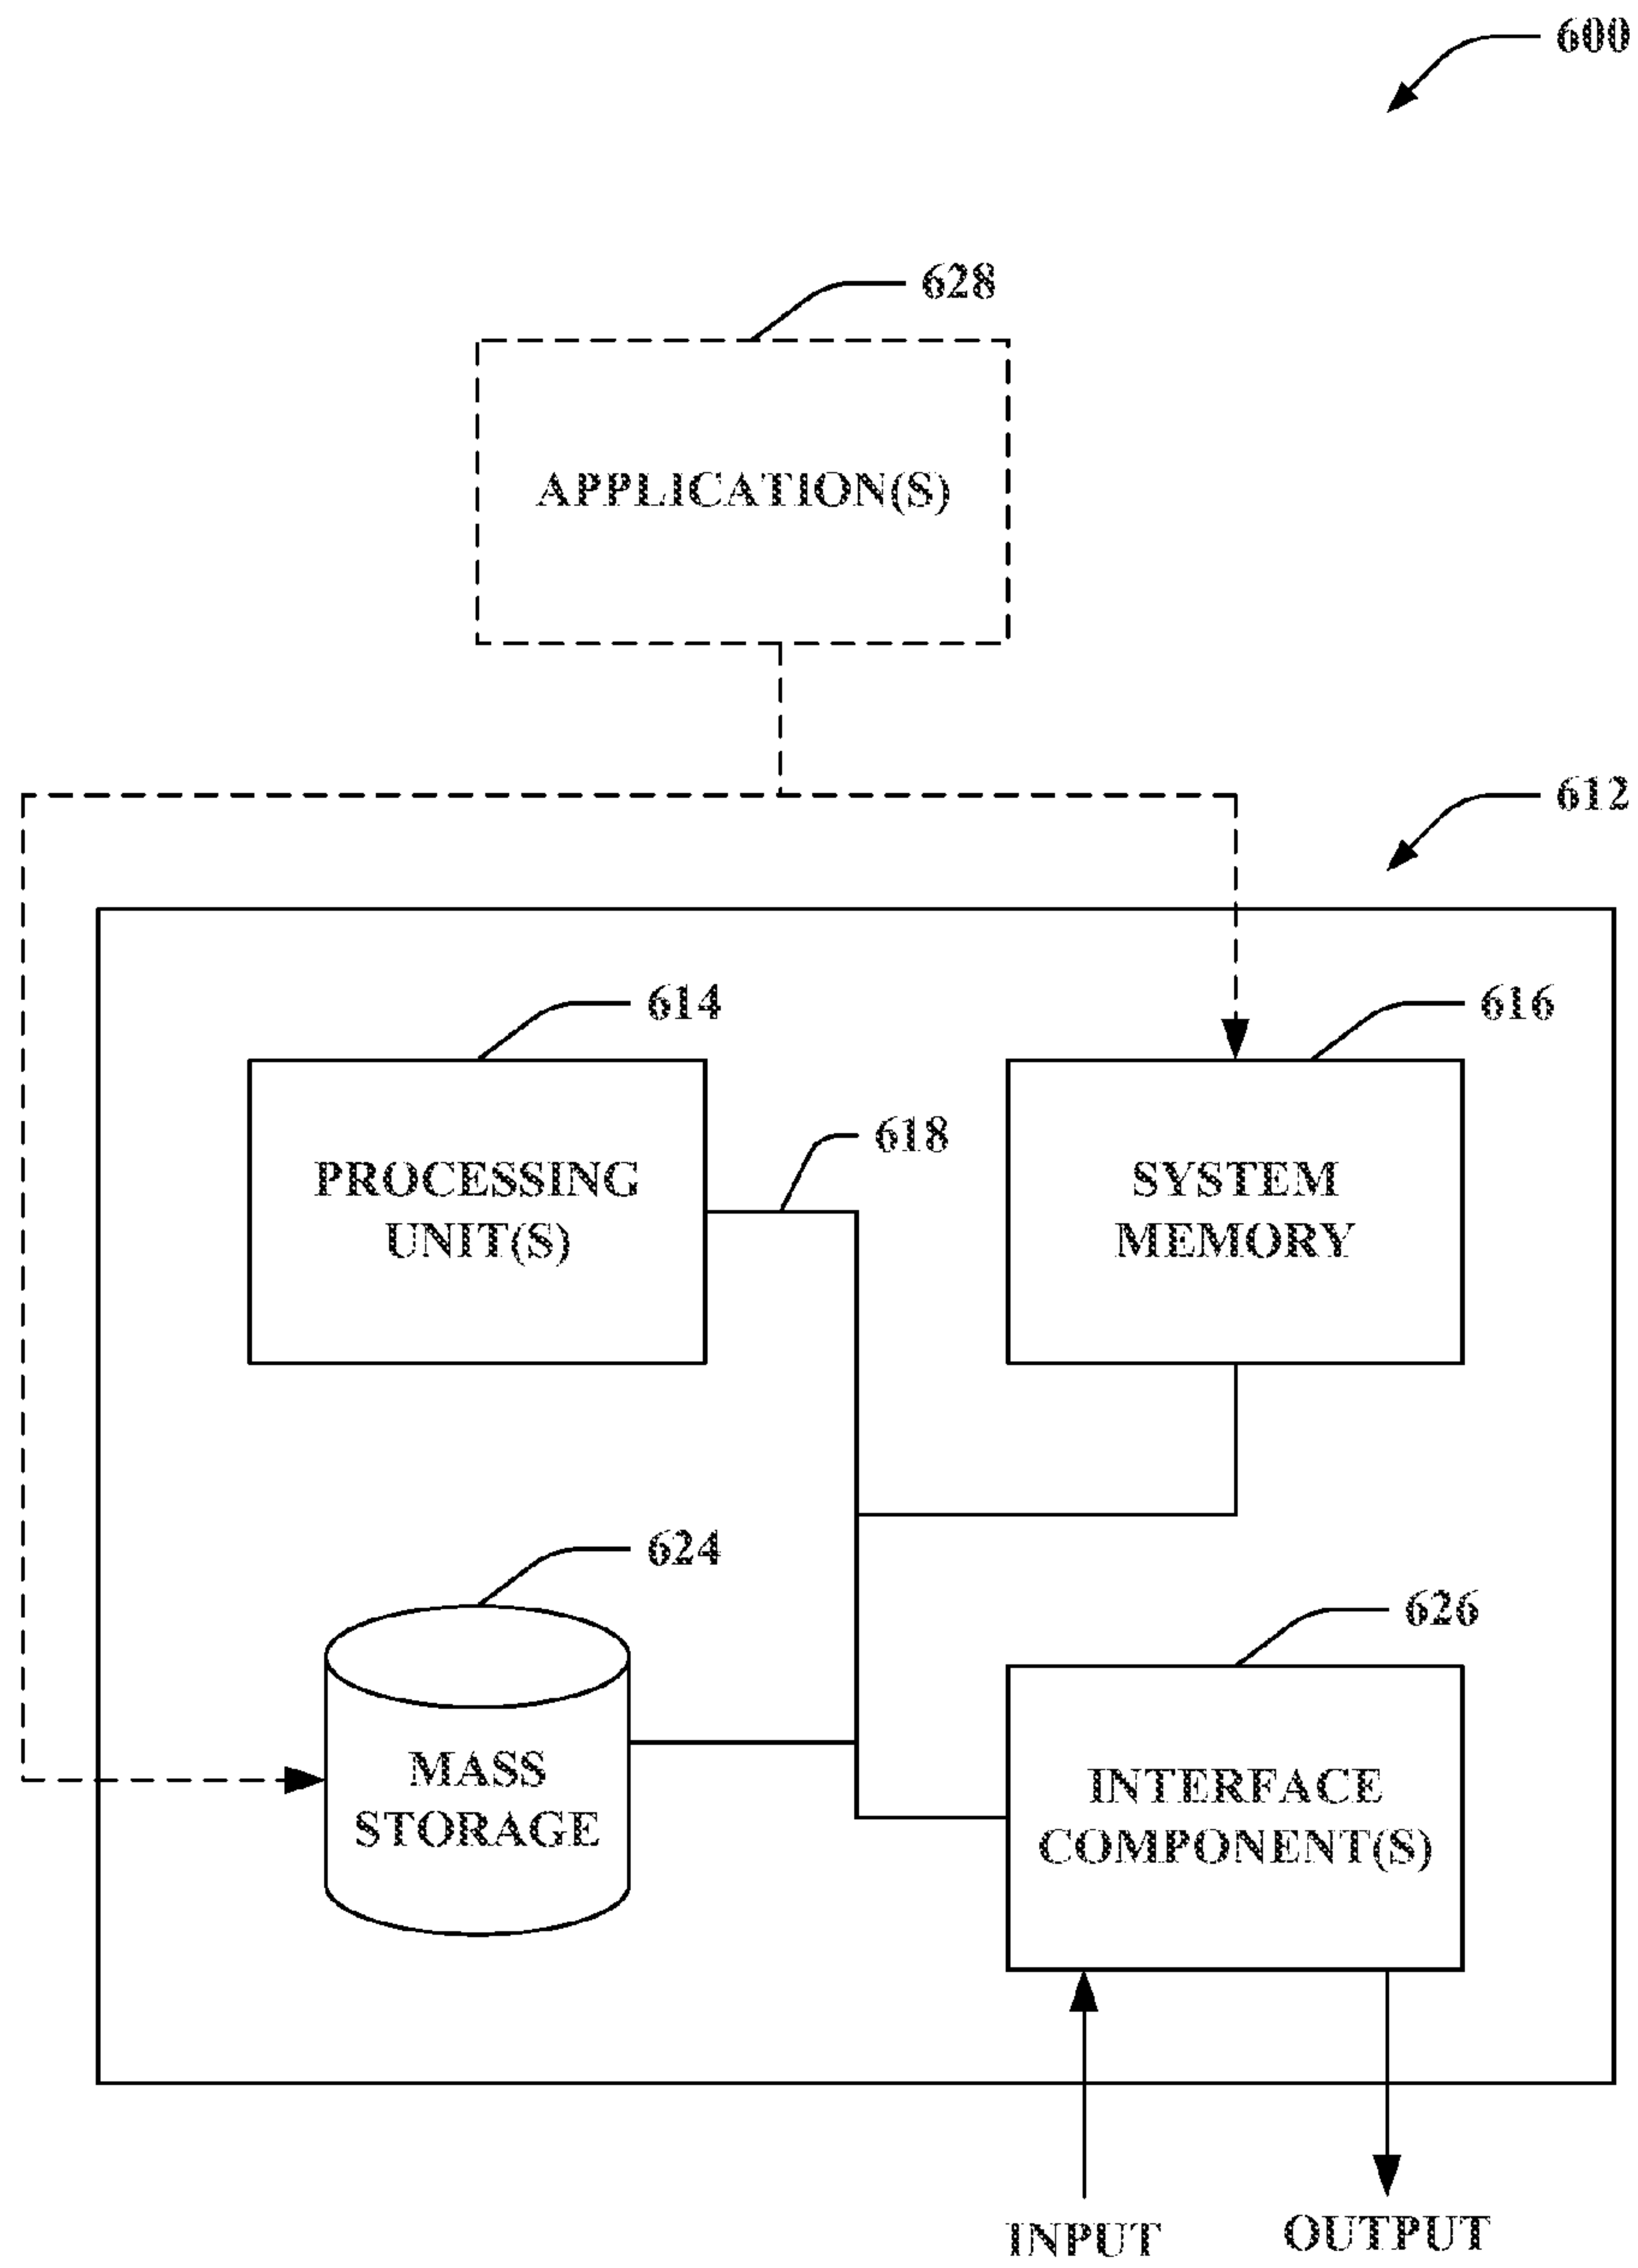 600
628
APPLICATION(S)
612
614
616
618
PROCESSING
UNIT(S)
SYSTEM
MEMORY
624
626
MASS
STORAGE
INTERFACE
COMPONENT(S)
INPUT
OUTPUT